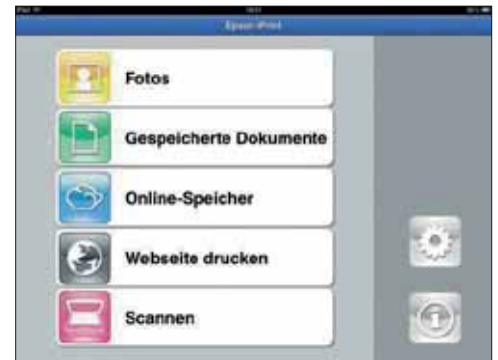 Epson iPrint
Fotos
Gespeicherte Dokumente
Online-Speicher
Webseite drucken
Scannen